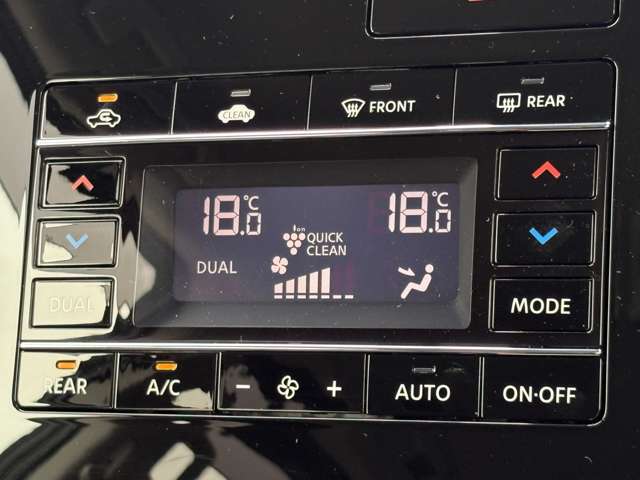 CLEAN
FRONT
REAR
18.0°C
18.0°C
ion
QUICK
CLEAN
DUAL
DUAL
MODE
REAR
A/C
− +
AUTO
ON·OFF